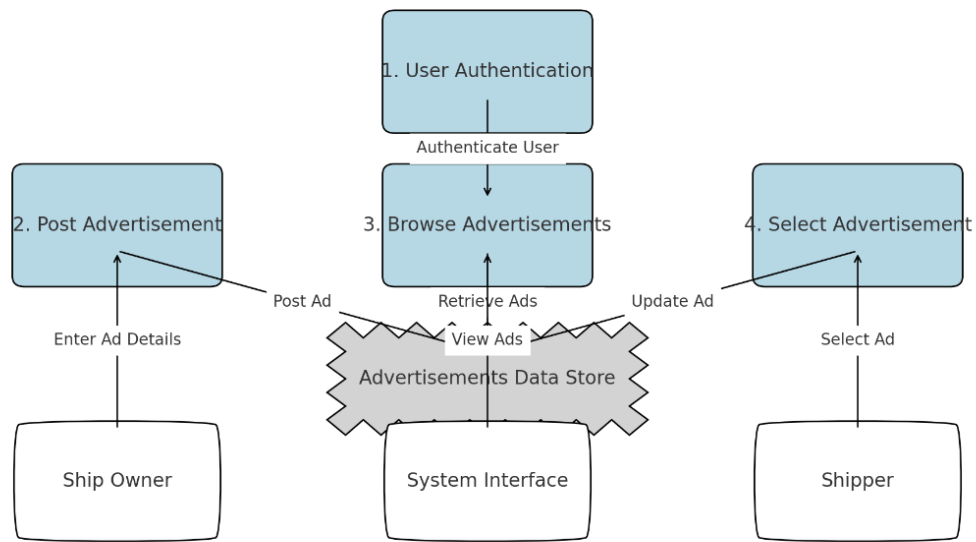 1. User Authentication
Authenticate User
2. Post Advertisement
3. Browse Advertisements
4. Select Advertisement
Post Ad
Retrieve Ads
Update Ad
Enter Ad Details
View Ads
Select Ad
Advertisements Data Store
Ship Owner
System Interface
Shipper